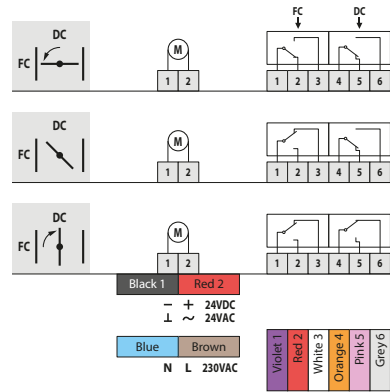 FC DC
DC
FC M
1 2 1 2 3 4 5 6
DC
FC M
1 2 1 2 3 4 5 6
DC
FC M
1 2 1 2 3 4 5 6
Black 1 Red 2
− + 24VDC
⊥ ~ 24VAC
Blue Brown
N L 230VAC
Violet 1
Red 2
White 3
Orange 4
Pink 5
Grey 6